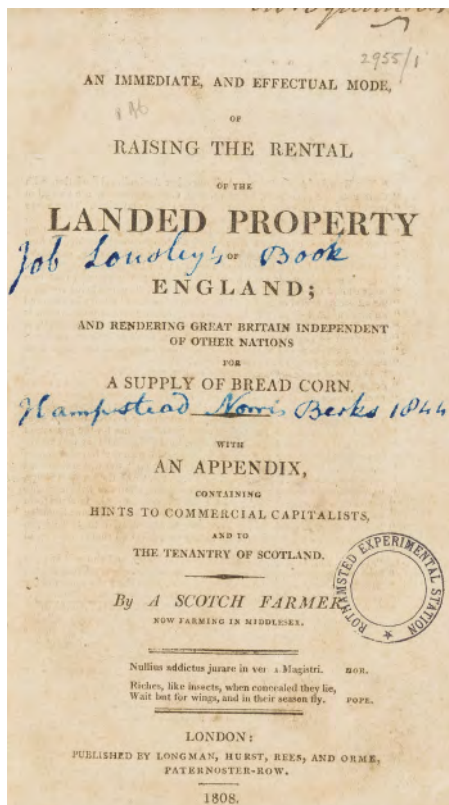 2955/1
AN IMMEDIATE, AND EFFECTUAL MODE,
OF
RAISING THE RENTAL
OF THE
LANDED PROPERTY
Job Lousley's Book
OF
ENGLAND;
AND RENDERING GREAT BRITAIN INDEPENDENT
OF OTHER NATIONS
FOR
A SUPPLY OF BREAD CORN.
Hampstead Norris Berks 1844
WITH
AN APPENDIX,
CONTAINING
HINTS TO COMMERCIAL CAPITALISTS,
AND TO
THE TENANTRY OF SCOTLAND.
ROTHAMSTED EXPERIMENTAL STATION
By A SCOTCH FARMER
NOW FARMING IN MIDDLESEX.
Nullius addictus jurare in ver a Magistri. HOR.
Riches, like insects, when concealed they lie,
Wait but for wings, and in their season fly. POPE.
LONDON:
PUBLISHED BY LONGMAN, HURST, REES, AND ORME,
PATERNOSTER-ROW.
1808.